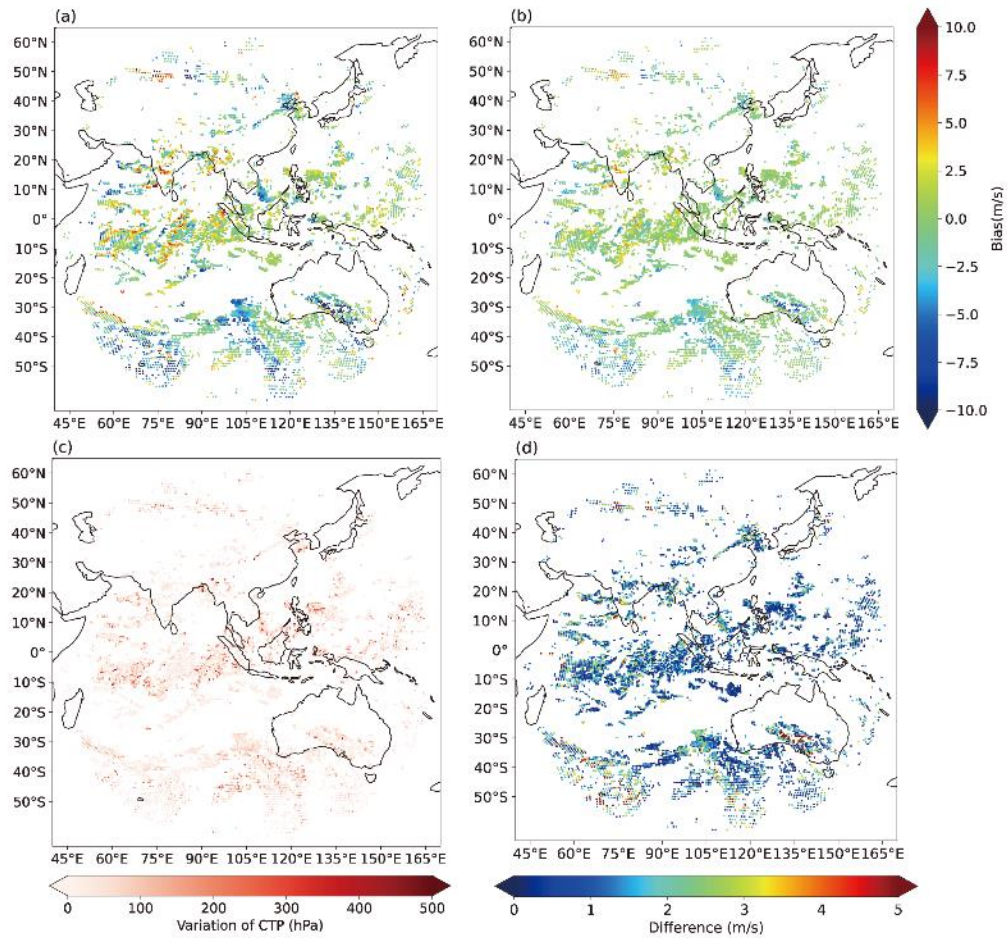 (a)
(b)
60°N
50°N
40°N
30°N
20°N
10°N
0°
10°S
20°S
30°S
40°S
50°S
45°E 60°E 75°E 90°E 105°E 120°E 135°E 150°E 165°E
60°N
50°N
40°N
30°N
20°N
10°N
0°
10°S
20°S
30°S
40°S
50°S
45°E 60°E 75°E 90°E 105°E 120°E 135°E 150°E 165°E
10.0
7.5
5.0
2.5
0.0
−2.5
−5.0
−7.5
−10.0
Bias(m/s)
(c)
(d)
60°N
50°N
40°N
30°N
20°N
10°N
0°
10°S
20°S
30°S
40°S
50°S
45°E 60°E 75°E 90°E 105°E 120°E 135°E 150°E 165°E
60°N
50°N
40°N
30°N
20°N
10°N
0°
10°S
20°S
30°S
40°S
50°S
45°E 60°E 75°E 90°E 105°E 120°E 135°E 150°E 165°E
0 100 200 300 400 500
Variation of CTP (hPa)
0 1 2 3 4 5
Difference (m/s)